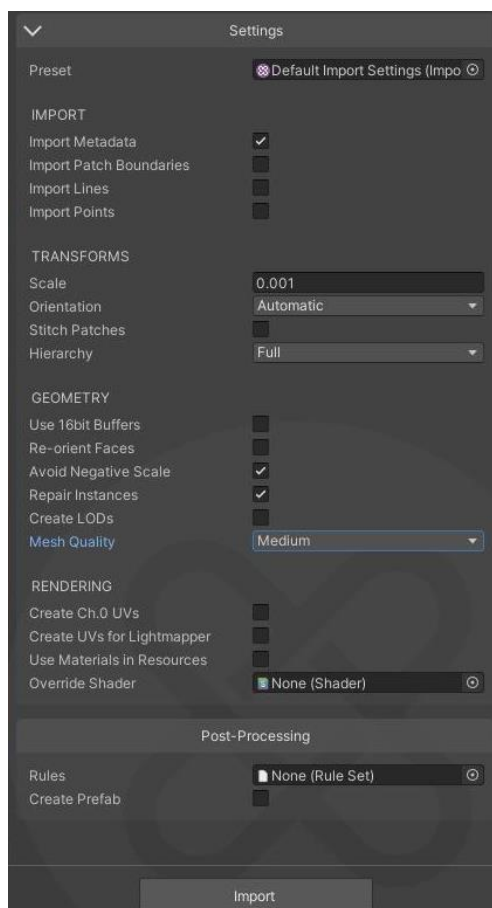 Settings
Preset Default Import Settings (Impo
IMPORT
Import Metadata
Import Patch Boundaries
Import Lines
Import Points
TRANSFORMS
Scale 0.001
Orientation Automatic
Stitch Patches
Hierarchy Full
GEOMETRY
Use 16bit Buffers
Re-orient Faces
Avoid Negative Scale
Repair Instances
Create LODs
Mesh Quality Medium
RENDERING
Create Ch.0 UVs
Create UVs for Lightmapper
Use Materials in Resources
Override Shader None (Shader)
Post-Processing
Rules None (Rule Set)
Create Prefab
Import